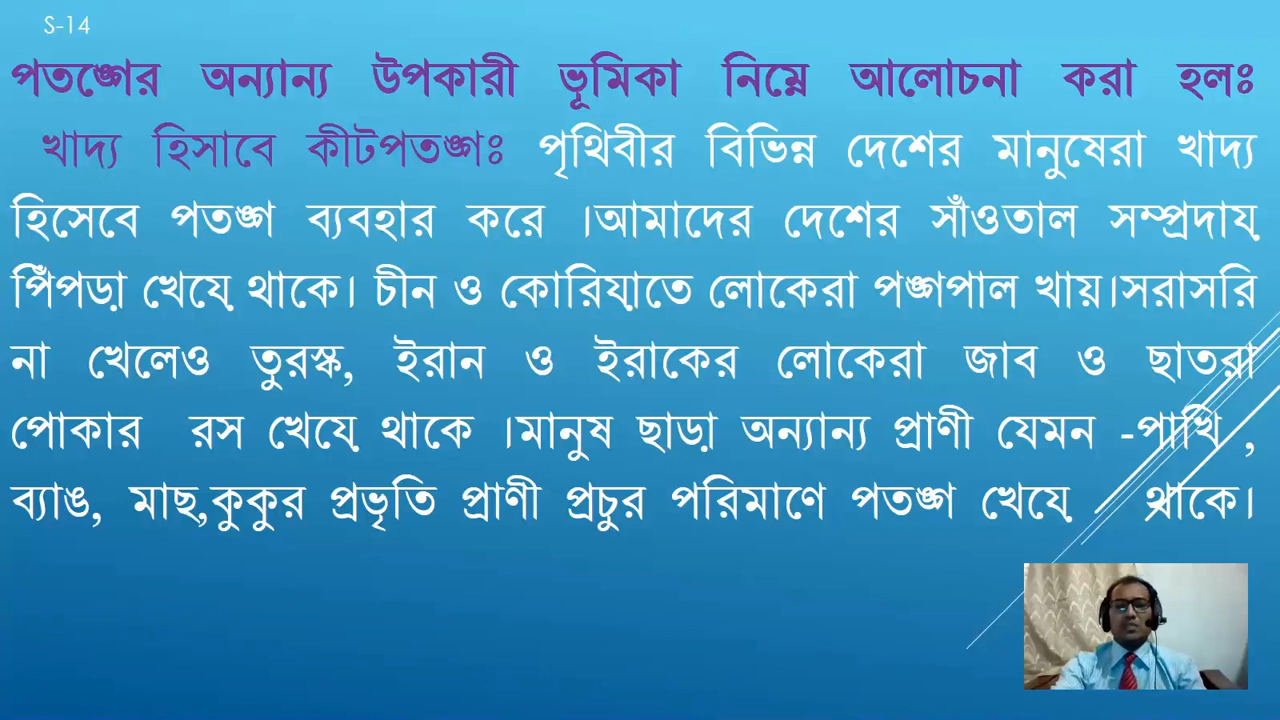 S-14
পতঙ্গের অন্যান্য উপকারী ভূমিকা নিম্নে আলোচনা করা হলঃ
খাদ্য হিসাবে কীটপতঙ্গঃ পৃথিবীর বিভিন্ন দেশের মানুষেরা খাদ্য
হিসেবে পতঙ্গ ব্যবহার করে ।আমাদের দেশের সাঁওতাল সম্প্রদায়
পিঁপড়া খেয়ে থাকে। চীন ও কোরিয়াতে লোকেরা পঙ্গপাল খায়।সরাসরি
না খেলেও তুরস্ক, ইরান ও ইরাকের লোকেরা জাব ও ছাতরা
পোকার রস খেয়ে থাকে ।মানুষ ছাড়া অন্যান্য প্রাণী যেমন -পাখি ,
ব্যাঙ, মাছ,কুকুর প্রভৃতি প্রাণী প্রচুর পরিমাণে পতঙ্গ খেয়ে থাকে।